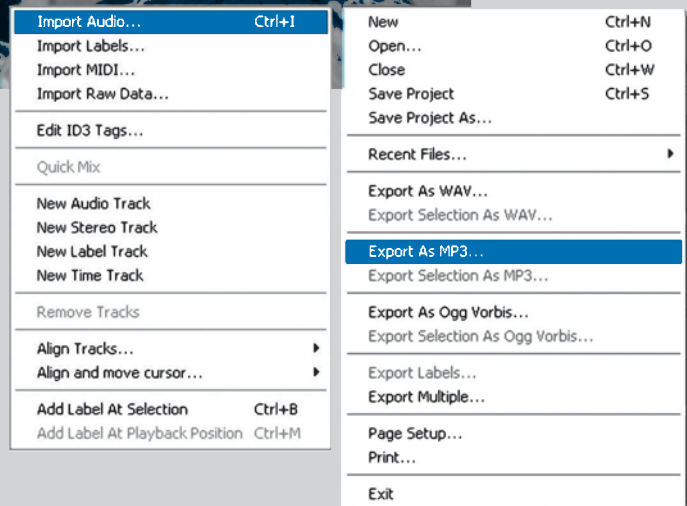 Import Audio... Ctrl+I
Import Labels...
Import MIDI...
Import Raw Data...
Edit ID3 Tags...
Quick Mix
New Audio Track
New Stereo Track
New Label Track
New Time Track
Remove Tracks
Align Tracks...
Align and move cursor...
Add Label At Selection Ctrl+B
Add Label At Playback Position Ctrl+M
New Ctrl+N
Open... Ctrl+O
Close Ctrl+W
Save Project Ctrl+S
Save Project As...
Recent Files...
Export As WAV...
Export Selection As WAV...
Export As MP3...
Export Selection As MP3...
Export As Ogg Vorbis...
Export Selection As Ogg Vorbis...
Export Labels...
Export Multiple...
Page Setup...
Print...
Exit